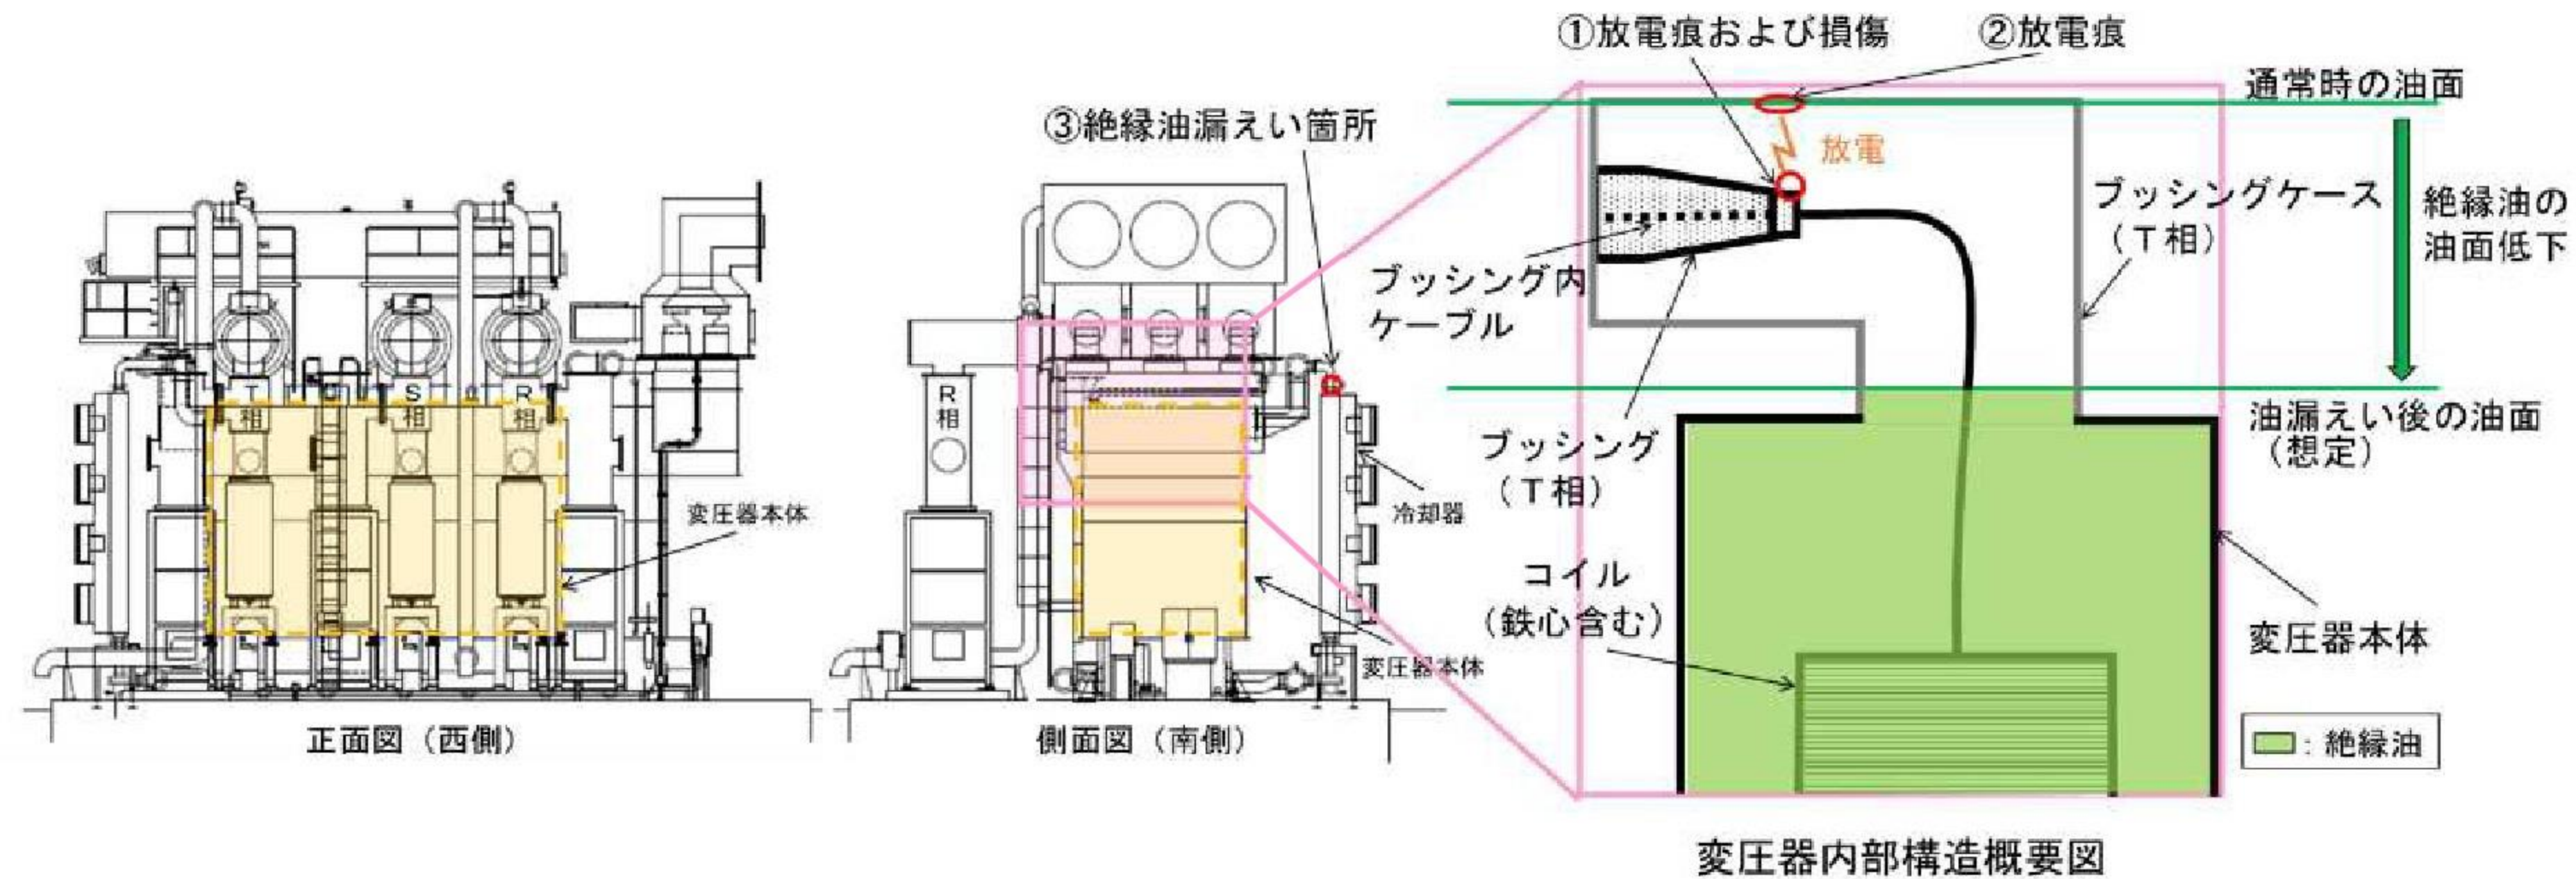 ①放電痕および損傷
②放電痕
通常時の油面
③絶縁油漏えい箇所
放電
ブッシングケース
（Ｔ相）
絶縁油の
油面低下
ブッシング内
ケーブル
T
相
S
相
R
相
R
相
油漏えい後の油面
（想定）
ブッシング
（Ｔ相）
変圧器本体
冷却器
コイル
（鉄心含む）
変圧器本体
変圧器本体
：絶縁油
正面図（西側）
側面図（南側）
変圧器内部構造概要図